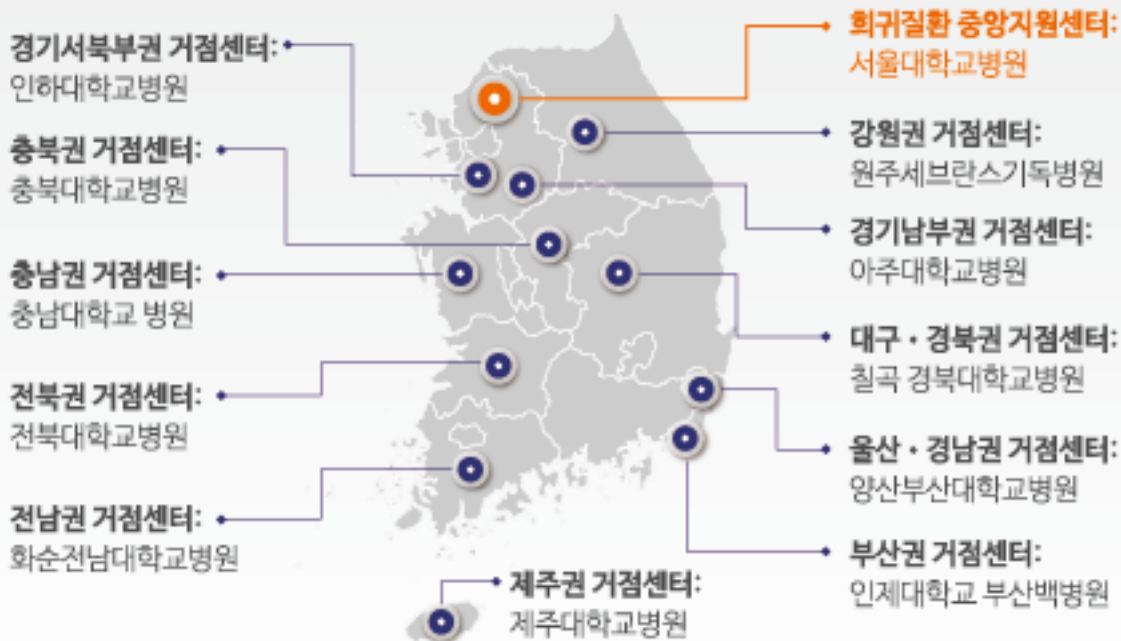 경기서북부권 거점센터:
인하대학교병원
충북권 거점센터:
충북대학교병원
충남권 거점센터:
충남대학교 병원
전북권 거점센터:
전북대학교병원
전남권 거점센터:
화순전남대학교병원
제주권 거점센터:
제주대학교병원
희귀질환 중앙지원센터:
서울대학교병원
강원권 거점센터:
원주세브란스기독병원
경기남부권 거점센터:
아주대학교병원
대구・경북권 거점센터:
칠곡 경북대학교병원
울산・경남권 거점센터:
양산부산대학교병원
부산권 거점센터:
인제대학교 부산백병원